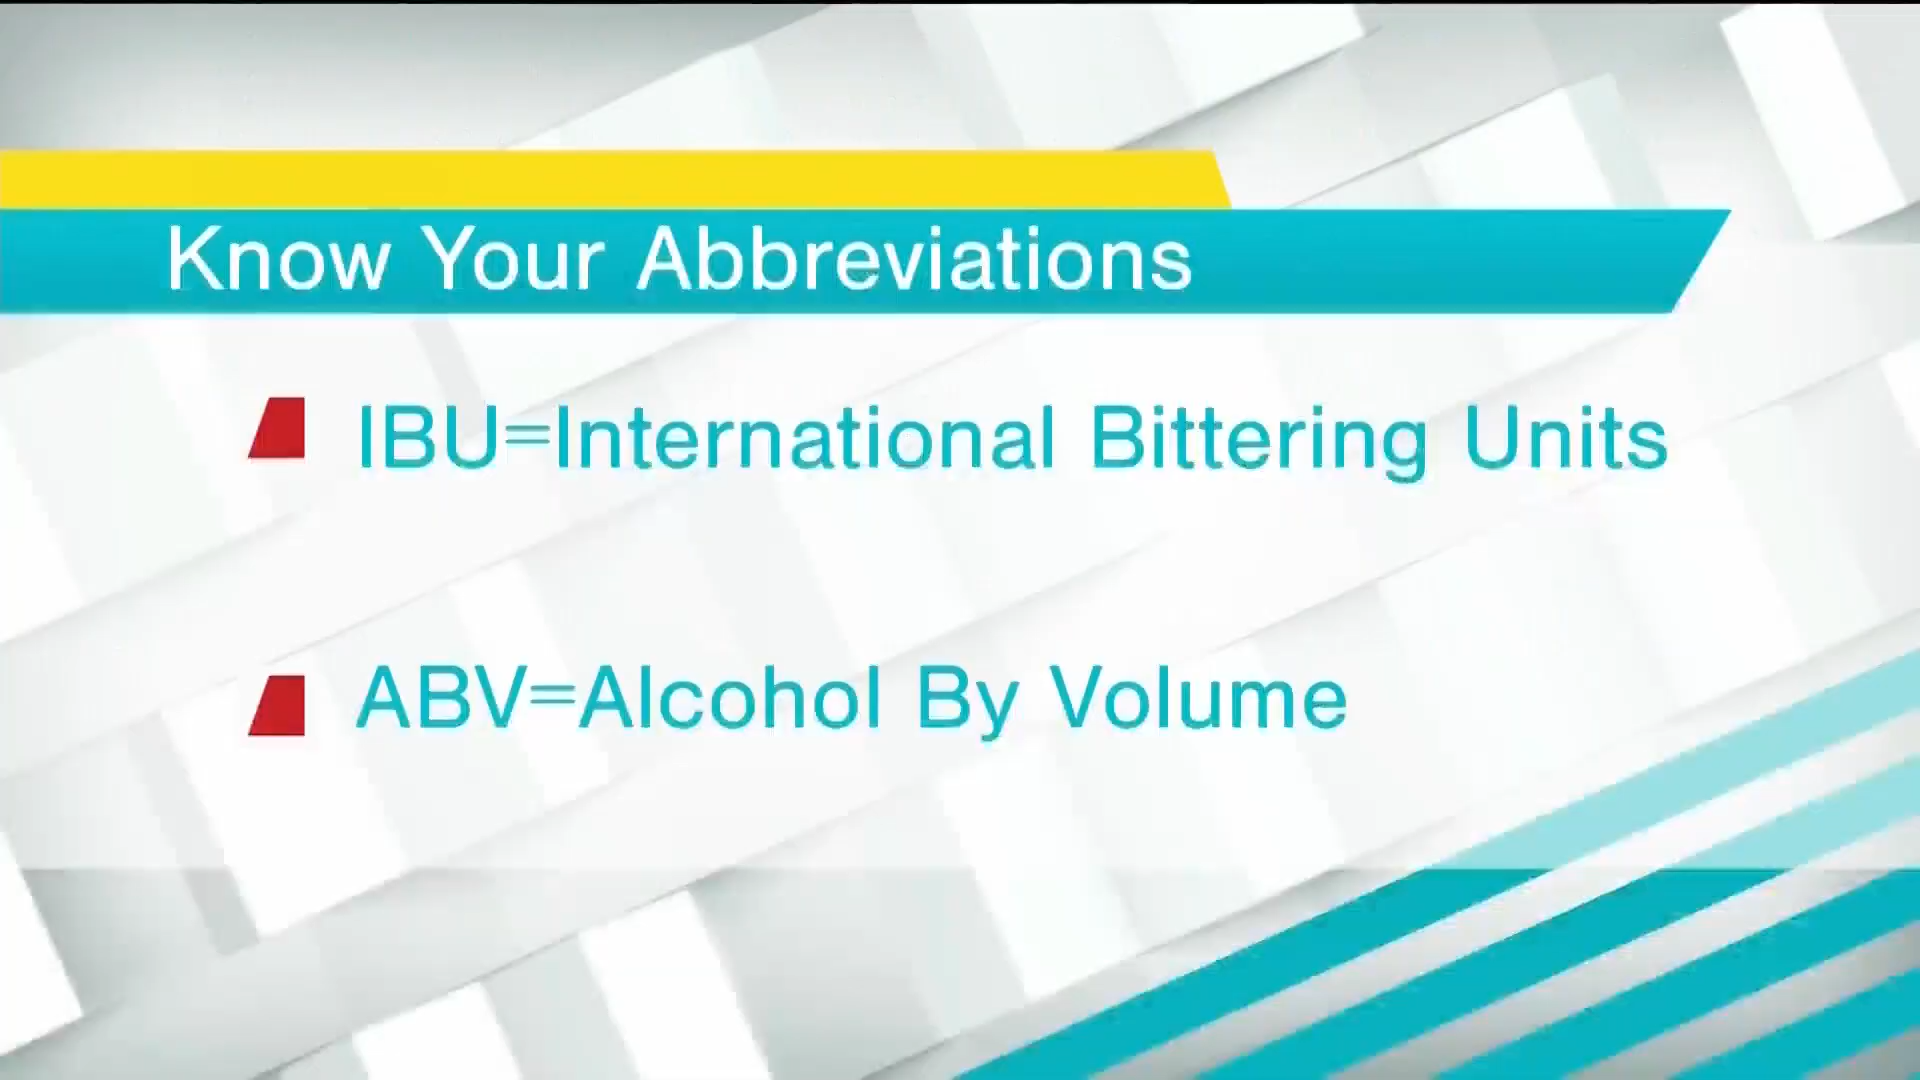 Know Your Abbreviations
IBU=International Bittering Units
ABV=Alcohol By Volume